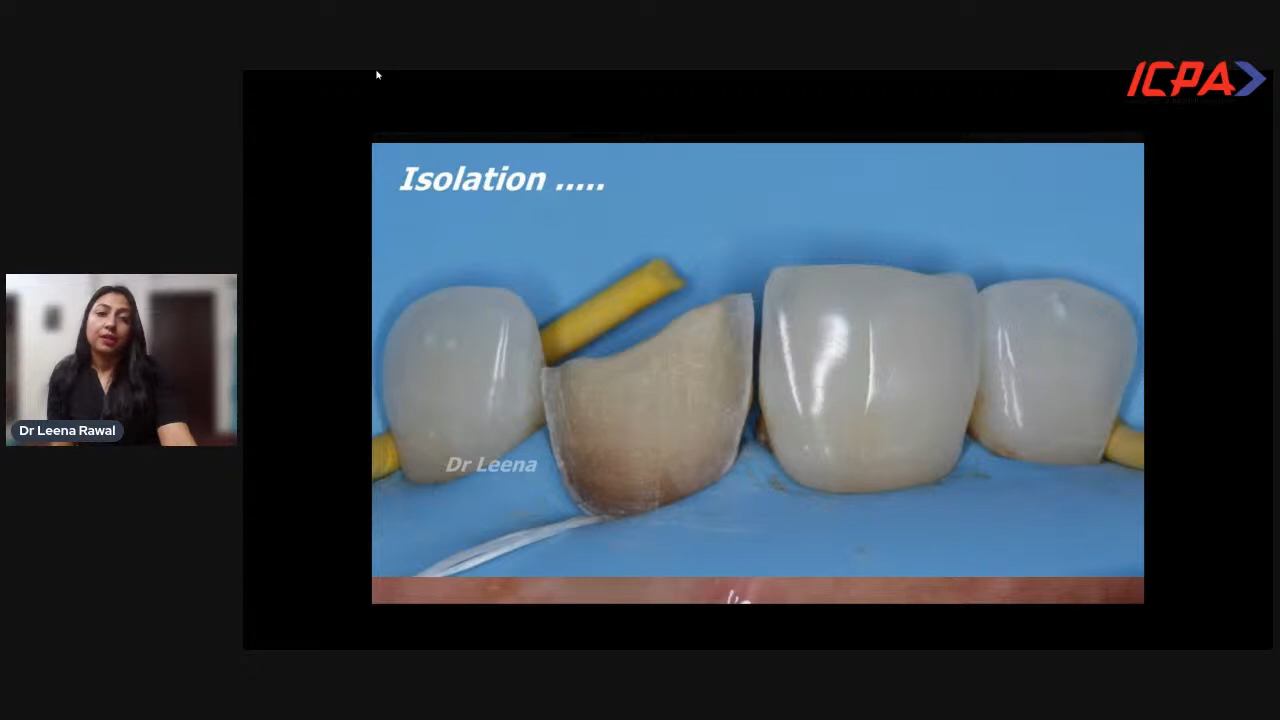 ICPA
Isolation .....
Dr Leena Rawal
Dr Leena